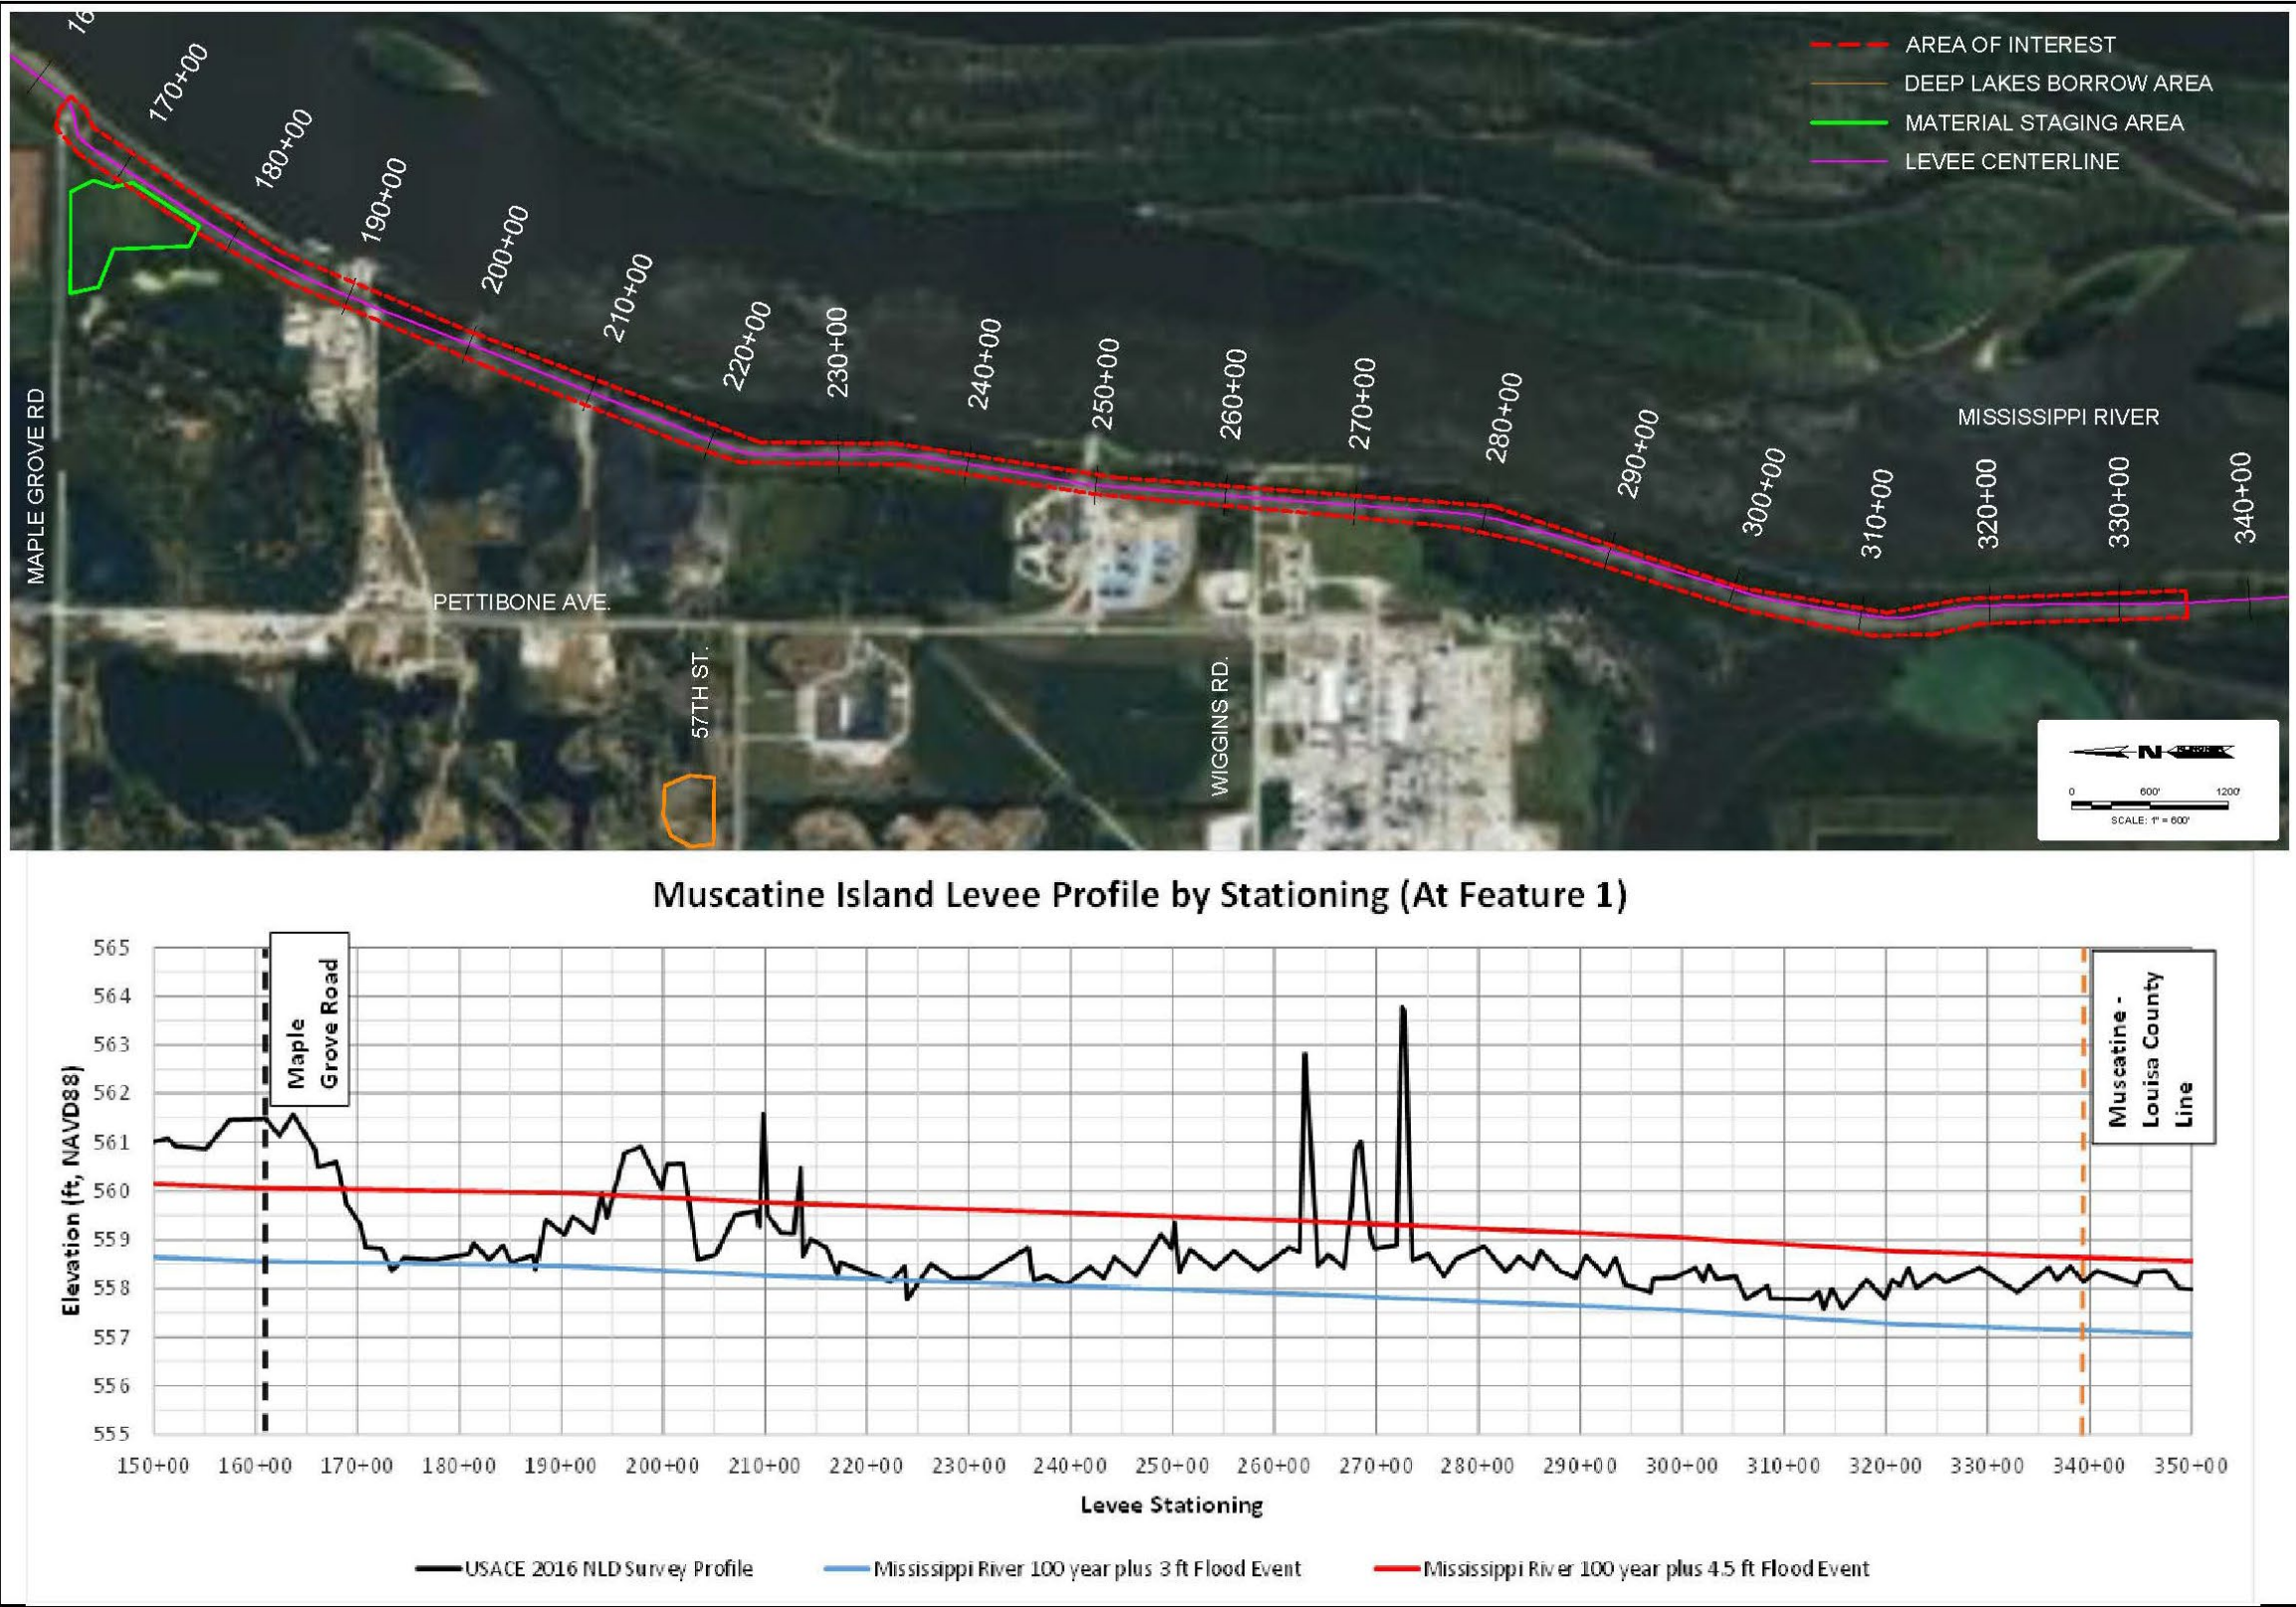 16
170+00
180+00
190+00
200+00
210+00
220+00
230+00
240+00
250+00
260+00
270+00
280+00
290+00
300+00
310+00
320+00
330+00
340+00
AREA OF INTEREST
DEEP LAKES BORROW AREA
MATERIAL STAGING AREA
LEVEE CENTERLINE
MISSISSIPPI RIVER
MAPLE GROVE RD
PETTIBONE AVE.
57TH ST.
WIGGINS RD.
N
0 600' 1200'
SCALE: 1" = 600'
Muscatine Island Levee Profile by Stationing (At Feature 1)
Elevation (ft, NAVD88)
565
564
563
562
561
560
559
558
557
556
555
Maple
Grove Road
Muscatine -
Louisa County
Line
150+00 160+00 170+00 180+00 190+00 200+00 210+00 220+00 230+00 240+00 250+00 260+00 270+00 280+00 290+00 300+00 310+00 320+00 330+00 340+00 350+00
Levee Stationing
USACE 2016 NLD Survey Profile Mississippi River 100 year plus 3 ft Flood Event Mississippi River 100 year plus 4.5 ft Flood Event